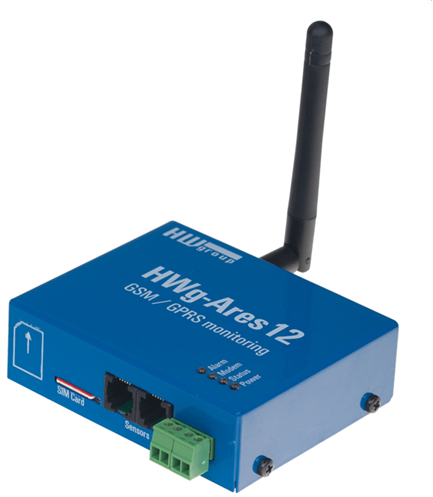 HW
group
HWg-Ares 12
GSM / GPRS monitoring
Alarm
Modem
Status
Power
SIM Card
Sensors